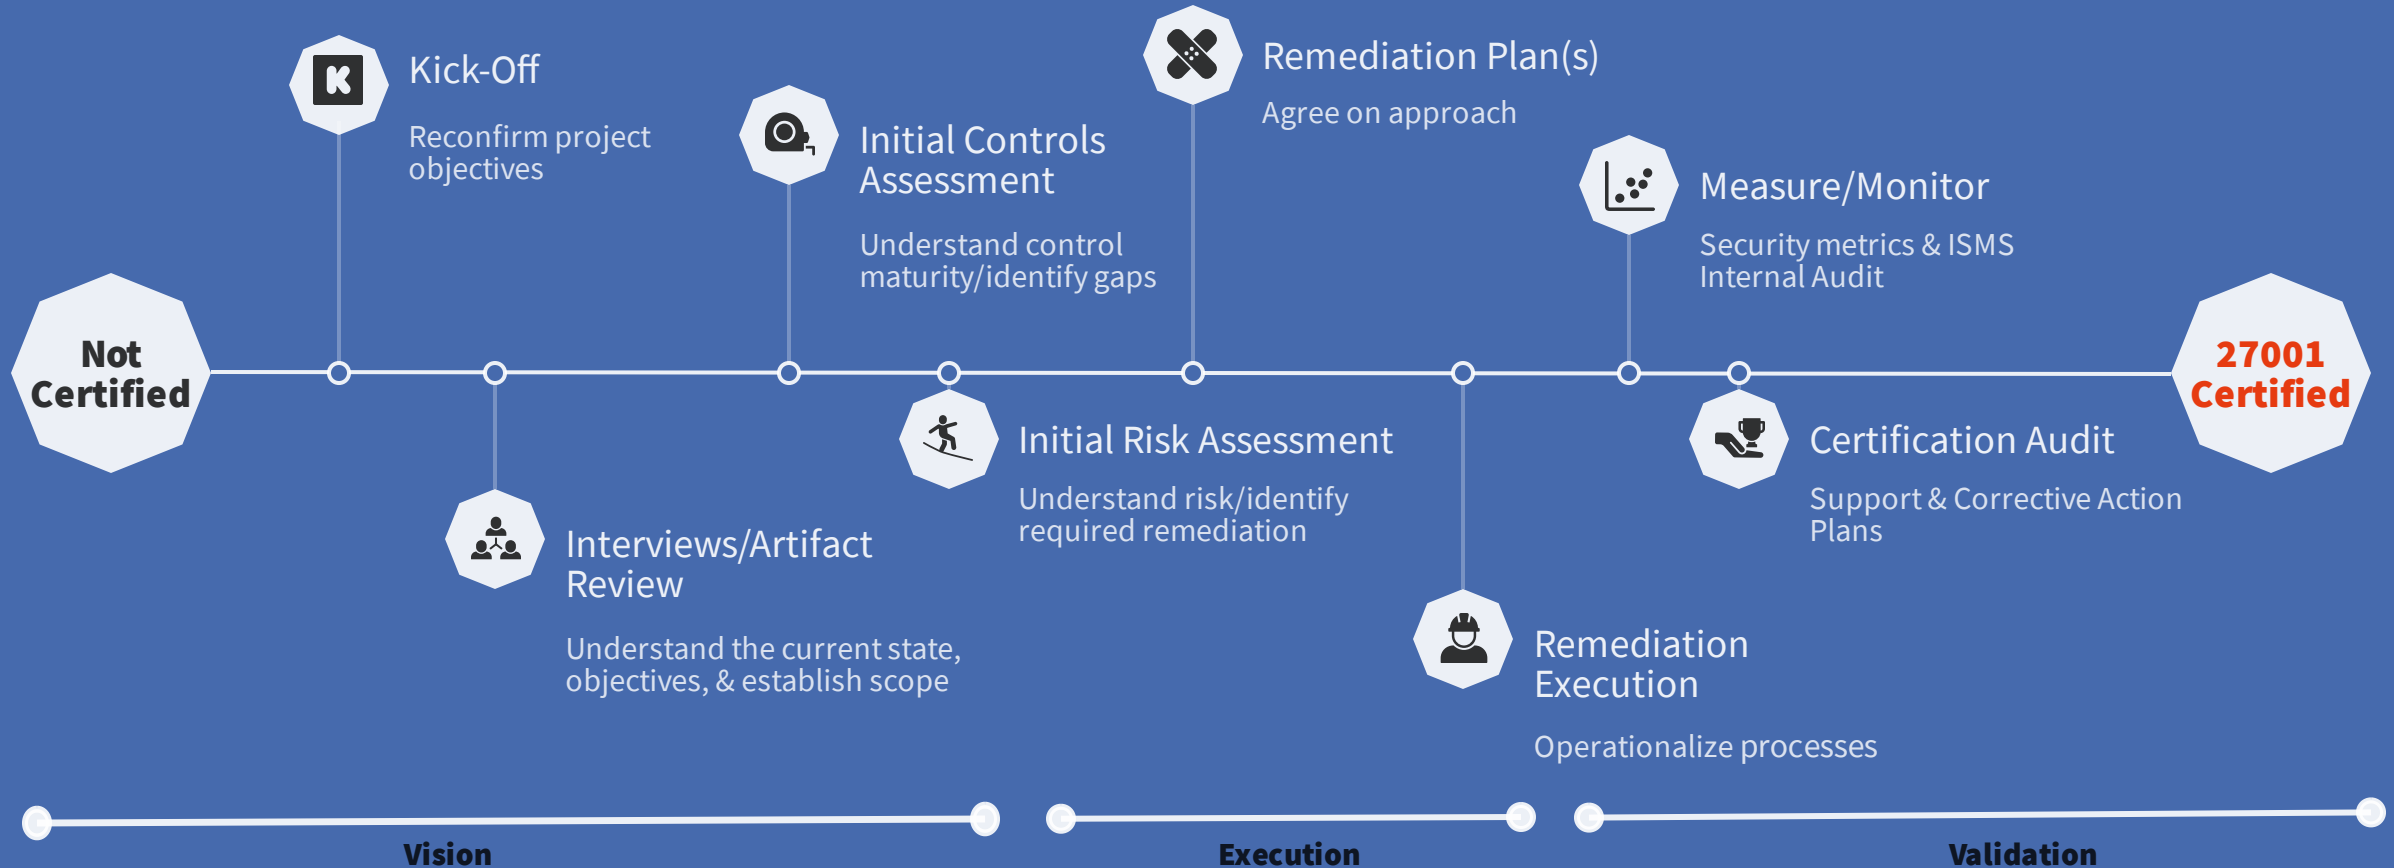 Not
Certified
K
Kick-Off
Reconfirm project
objectives
Interviews/Artifact
Review
Understand the current state,
objectives, & establish scope
Initial Controls
Assessment
Understand control
maturity/identify gaps
Initial Risk Assessment
Understand risk/identify
required remediation
Remediation Plan(s)
Agree on approach
Remediation
Execution
Operationalize processes
Measure/Monitor
Security metrics & ISMS
Internal Audit
Certification Audit
Support & Corrective Action
Plans
27001
Certified
Vision
Execution
Validation